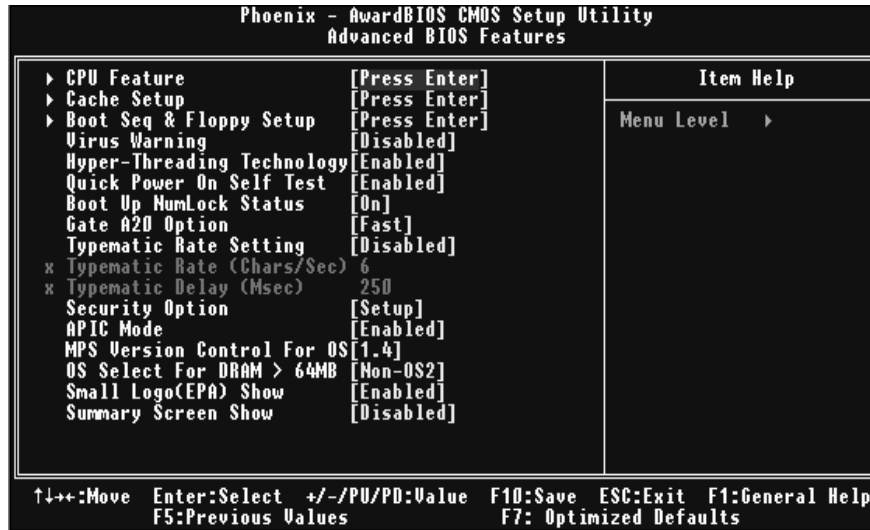 Phoenix - AwardBIOS CMOS Setup Utility
Advanced BIOS Features
▸ CPU Feature [Press Enter]
▸ Cache Setup [Press Enter]
▸ Boot Seq & Floppy Setup [Press Enter]
Virus Warning [Disabled]
Hyper-Threading Technology[Enabled]
Quick Power On Self Test [Enabled]
Boot Up NumLock Status [On]
Gate A20 Option [Fast]
Typematic Rate Setting [Disabled]
x Typematic Rate (Chars/Sec) 6
x Typematic Delay (Msec) 250
Security Option [Setup]
APIC Mode [Enabled]
MPS Version Control For OS[1.4]
OS Select For DRAM > 64MB [Non-OS2]
Small Logo(EPA) Show [Enabled]
Summary Screen Show [Disabled]
Item Help
Menu Level ▸
↑↓→←:Move Enter:Select +/-/PU/PD:Value F10:Save ESC:Exit F1:General Help
F5:Previous Values F7: Optimized Defaults